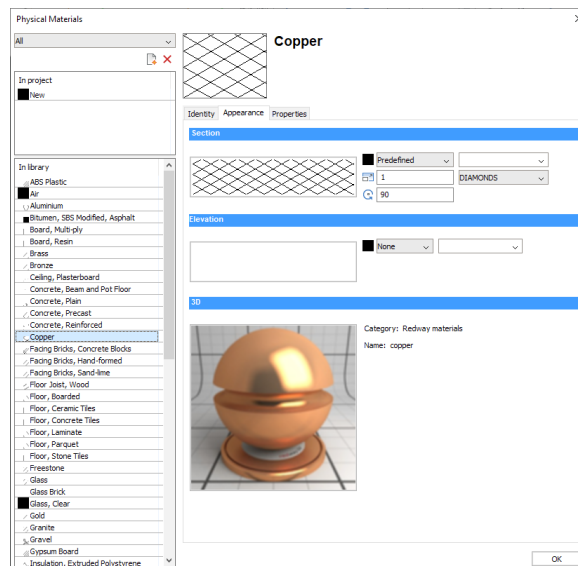 Physical Materials
All
In project
New
In library
ABS Plastic
Air
Aluminium
Bitumen, SBS Modified, Asphalt
Board, Multi-ply
Board, Resin
Brass
Bronze
Ceiling, Plasterboard
Concrete, Beam and Pot Floor
Concrete, Plain
Concrete, Precast
Concrete, Reinforced
Copper
Facing Bricks, Concrete Blocks
Facing Bricks, Hand-formed
Facing Bricks, Sand-lime
Floor Joist, Wood
Floor, Boarded
Floor, Ceramic Tiles
Floor, Concrete Tiles
Floor, Laminate
Floor, Parquet
Floor, Stone Tiles
Freestone
Glass
Glass Brick
Glass, Clear
Gold
Granite
Gravel
Gypsum Board
Insulation, Extruded Polystyrene
Copper
Identity Appearance Properties
Section
Predefined
1 DIAMONDS
90
Elevation
None
3D
Category: Redway materials
Name: copper
OK